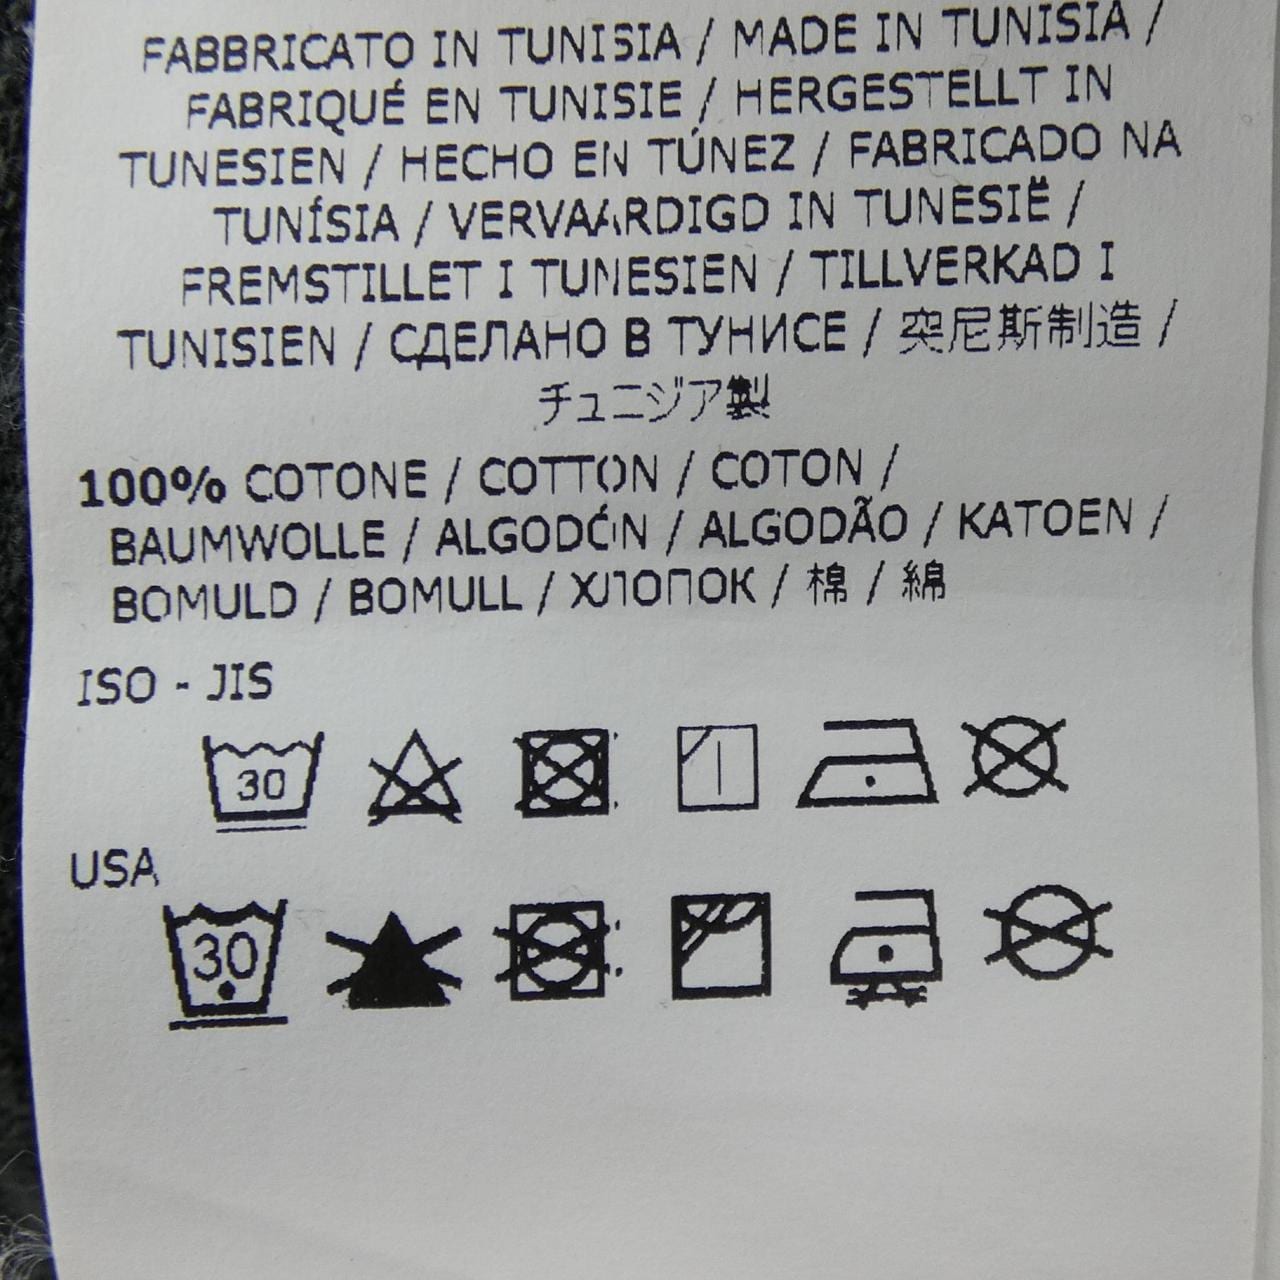 FABBRICATO IN TUNISIA / MADE IN TUNISIA /
FABRIQUÉ EN TUNISIE / HERGESTELLT IN
TUNESIEN / HECHO EN TÚNEZ / FABRICADO NA
TUNÍSIA / VERVAARDIGD IN TUNESIË /
FREMSTILLET I TUNESIEN / TILLVERKAD I
TUNISIEN / СДЕЛАНО В ТУНИСЕ / 突尼斯制造 /
チュニジア製
100% COTONE / COTTON / COTON /
BAUMWOLLE / ALGODÓN / ALGODÃO / KATOEN /
BOMULD / BOMULL / ХЛОПОК / 棉 / 綿
ISO - JIS
30
USA
30